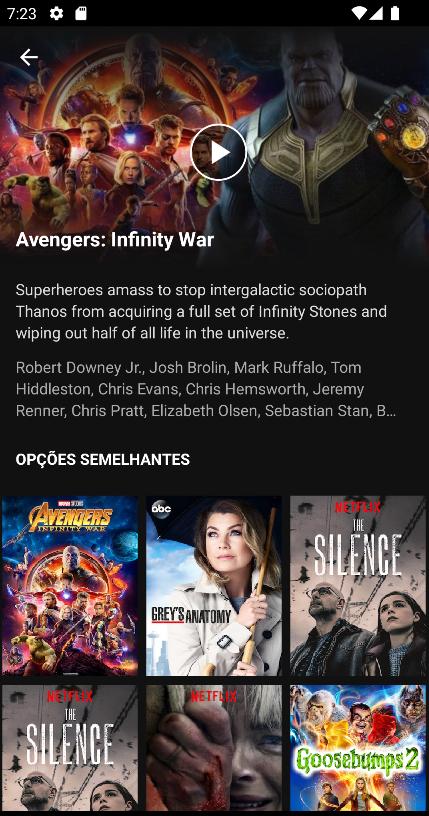 7:23
Avengers: Infinity War
Superheroes amass to stop intergalactic sociopath
Thanos from acquiring a full set of Infinity Stones and
wiping out half of all life in the universe.
Robert Downey Jr., Josh Brolin, Mark Ruffalo, Tom
Hiddleston, Chris Evans, Chris Hemsworth, Jeremy
Renner, Chris Pratt, Elizabeth Olsen, Sebastian Stan, B...
OPÇÕES SEMELHANTES
MARVEL STUDIOS
AVENGERS
INFINITY WAR
abc
GREY'S ANATOMY
NETFLIX
THE
SILENCE
NETFLIX
THE
SILENCE
NETFLIX
Goosebumps 2